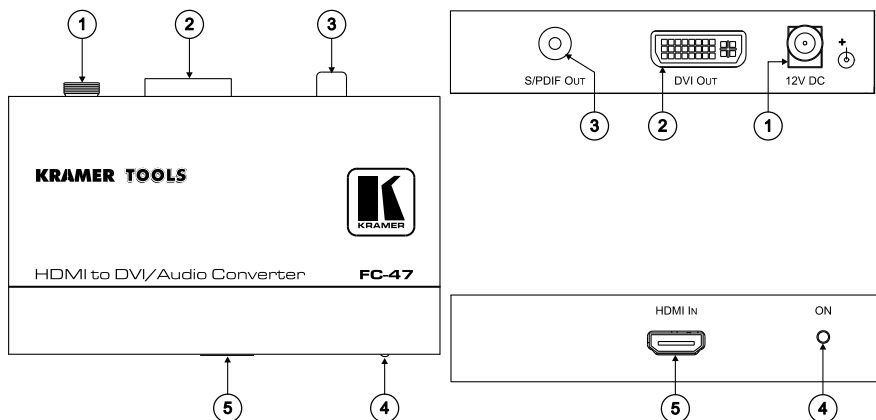 1 2 3
KRAMER TOOLS
K
KRAMER
HDMI to DVI/Audio Converter FC-47
5 4
S/PDIF OUT DVI OUT 12V DC +
3 2 1
HDMI IN ON
5 4